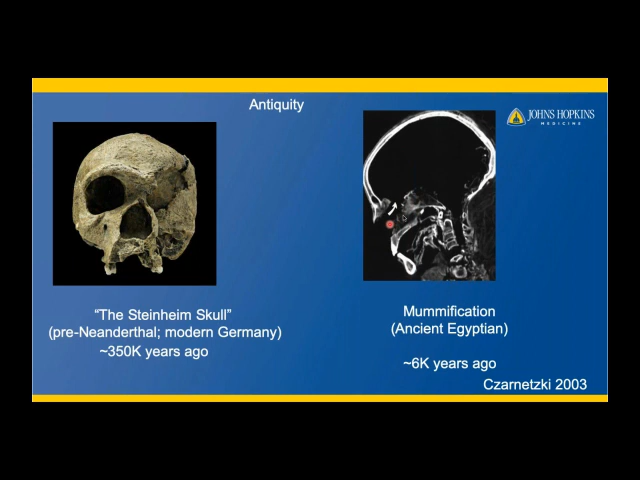 Antiquity
JOHNS HOPKINS
MEDICINE
“The Steinheim Skull”
(pre-Neanderthal; modern Germany)
~350K years ago
Mummification
(Ancient Egyptian)
~6K years ago
Czarnetzki 2003